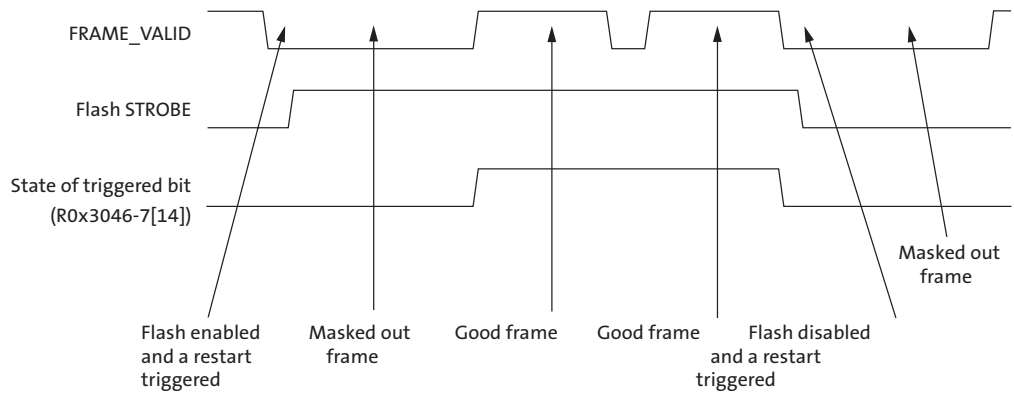 FRAME_VALID
Flash STROBE
State of triggered bit
(R0x3046-7[14])
Masked out
frame
Flash enabled
and a restart
triggered
Masked out
frame
Good frame
Good frame
Flash disabled
and a restart
triggered